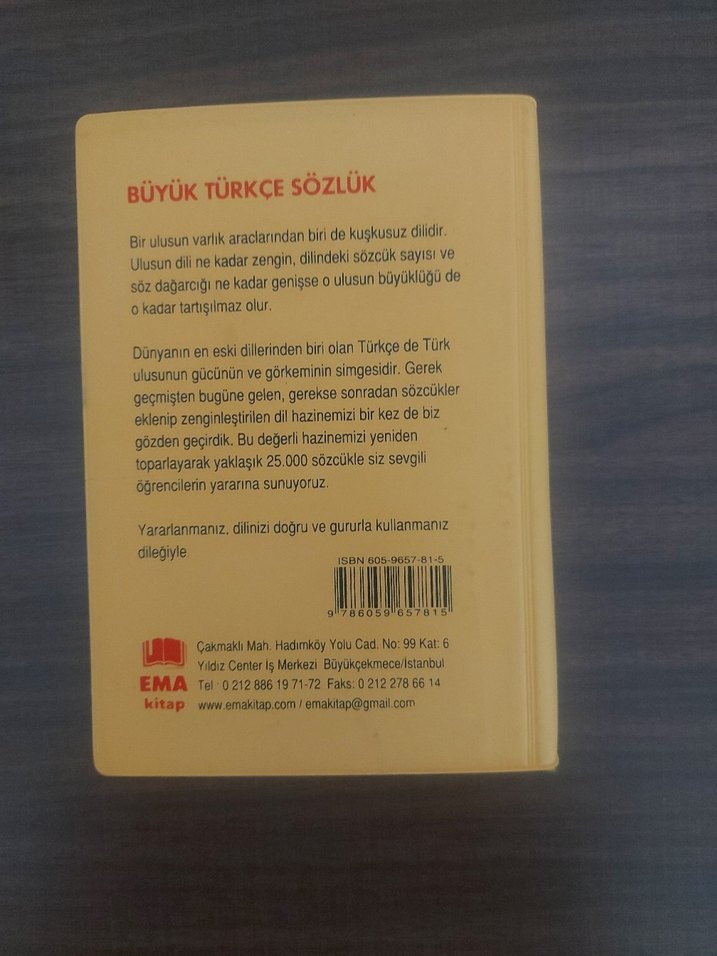 BÜYÜK TÜRKÇE SÖZLÜK
Bir ulusun varlık araclarından biri de kuşkusuz dilidir.
Ulusun dili ne kadar zengin, dilindeki sözcük sayısı ve
söz dağarcığı ne kadar genişse o ulusun büyüklüğü de
o kadar tartışılmaz olur.
Dünyanın en eski dillerinden biri olan Türkçe de Türk
ulusunun gücünün ve görkeminin simgesidir. Gerek
geçmişten bugüne gelen, gerekse sonradan sözcükler
eklenip zenginleştirilen dil hazinemizi bir kez de biz
gözden geçirdik. Bu değerli hazinemizi yeniden
toparlayarak yaklaşık 25.000 sözcükle siz sevgili
öğrencilerin yararına sunuyoruz.
Yararlanmanız, dilinizi doğru ve gururla kullanmanız
dileğiyle
ISBN 605-9657-81-5
9 786059 657815
EMA
kitap
Çakmaklı Mah. Hadımköy Yolu Cad. No: 99 Kat: 6
Yıldız Center İş Merkezi Büyükçekmece/İstanbul
Tel : 0 212 886 19 71-72 Faks: 0 212 278 66 14
www.emakitap.com / emakitap@gmail.com